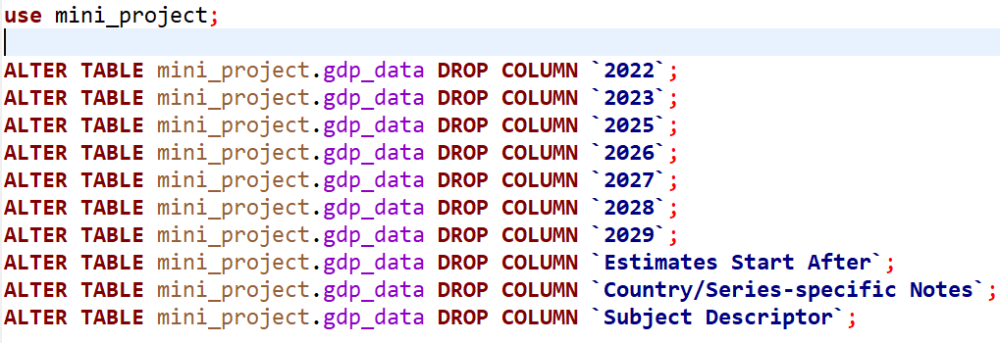 use mini_project;
ALTER TABLE mini_project.gdp_data DROP COLUMN `2022`;
ALTER TABLE mini_project.gdp_data DROP COLUMN `2023`;
ALTER TABLE mini_project.gdp_data DROP COLUMN `2025`;
ALTER TABLE mini_project.gdp_data DROP COLUMN `2026`;
ALTER TABLE mini_project.gdp_data DROP COLUMN `2027`;
ALTER TABLE mini_project.gdp_data DROP COLUMN `2028`;
ALTER TABLE mini_project.gdp_data DROP COLUMN `2029`;
ALTER TABLE mini_project.gdp_data DROP COLUMN `Estimates Start After`;
ALTER TABLE mini_project.gdp_data DROP COLUMN `Country/Series-specific Notes`;
ALTER TABLE mini_project.gdp_data DROP COLUMN `Subject Descriptor`;